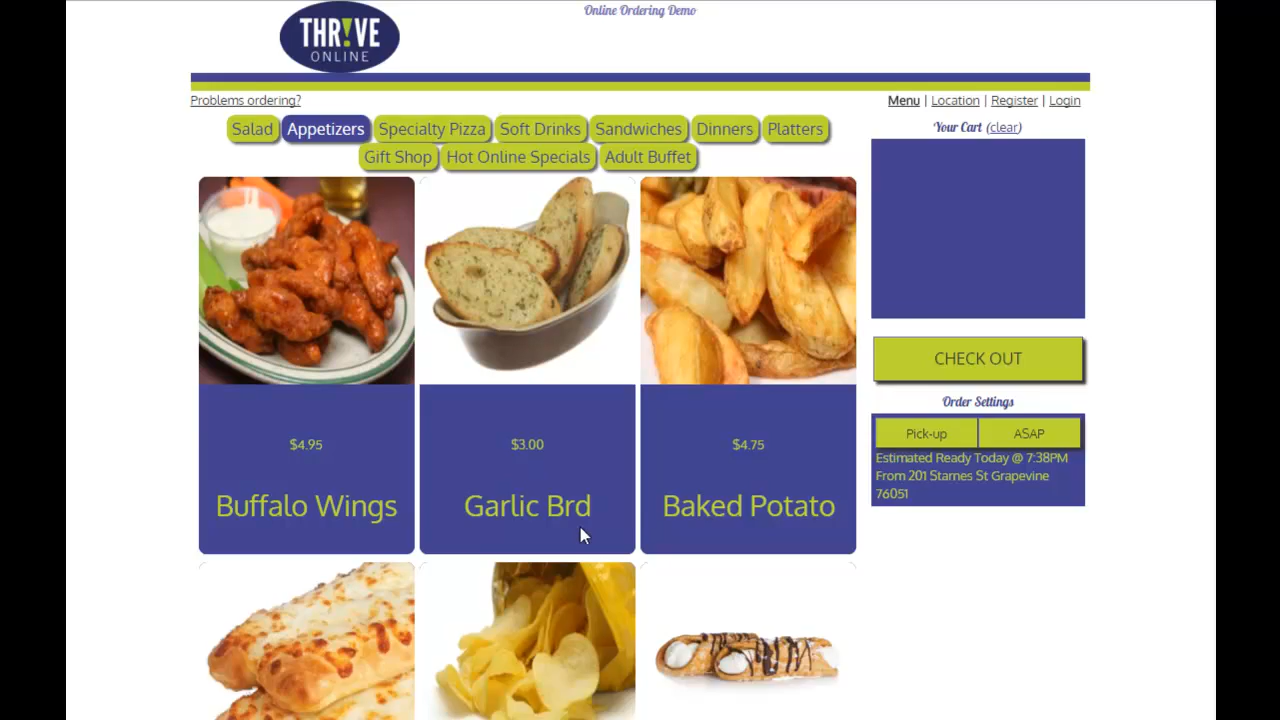 THR!VE
ONLINE
Online Ordering Demo
Problems ordering?
Menu | Location | Register | Login
Salad Appetizers Specialty Pizza Soft Drinks Sandwiches Dinners Platters
Gift Shop Hot Online Specials Adult Buffet
Your Cart (clear)
CHECK OUT
Order Settings
Pick-up ASAP
Estimated Ready Today @ 7:38PM
From 201 Starnes St Grapevine
76051
$4.95 $3.00 $4.75
Buffalo Wings Garlic Brd Baked Potato